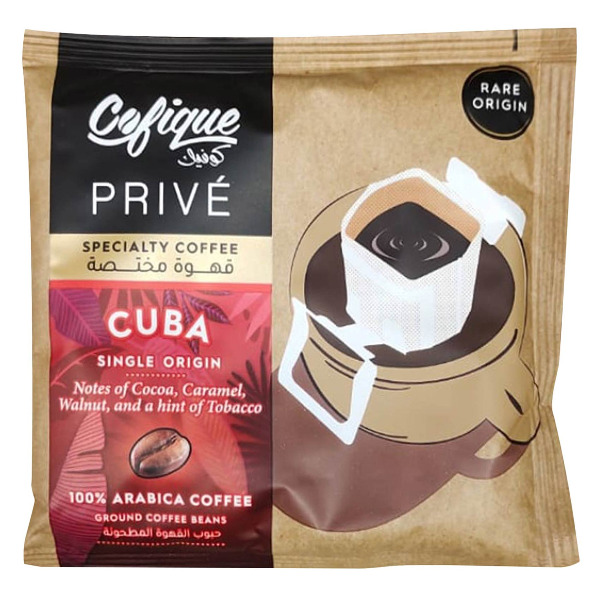 Cofique
كوفيك
PRIVÉ
SPECIALTY COFFEE
قهوة مختصة
CUBA
SINGLE ORIGIN
Notes of Cocoa, Caramel,
Walnut, and a hint of Tobacco
100% ARABICA COFFEE
GROUND COFFEE BEANS
حبوب القهوة المطحونة
RARE
ORIGIN